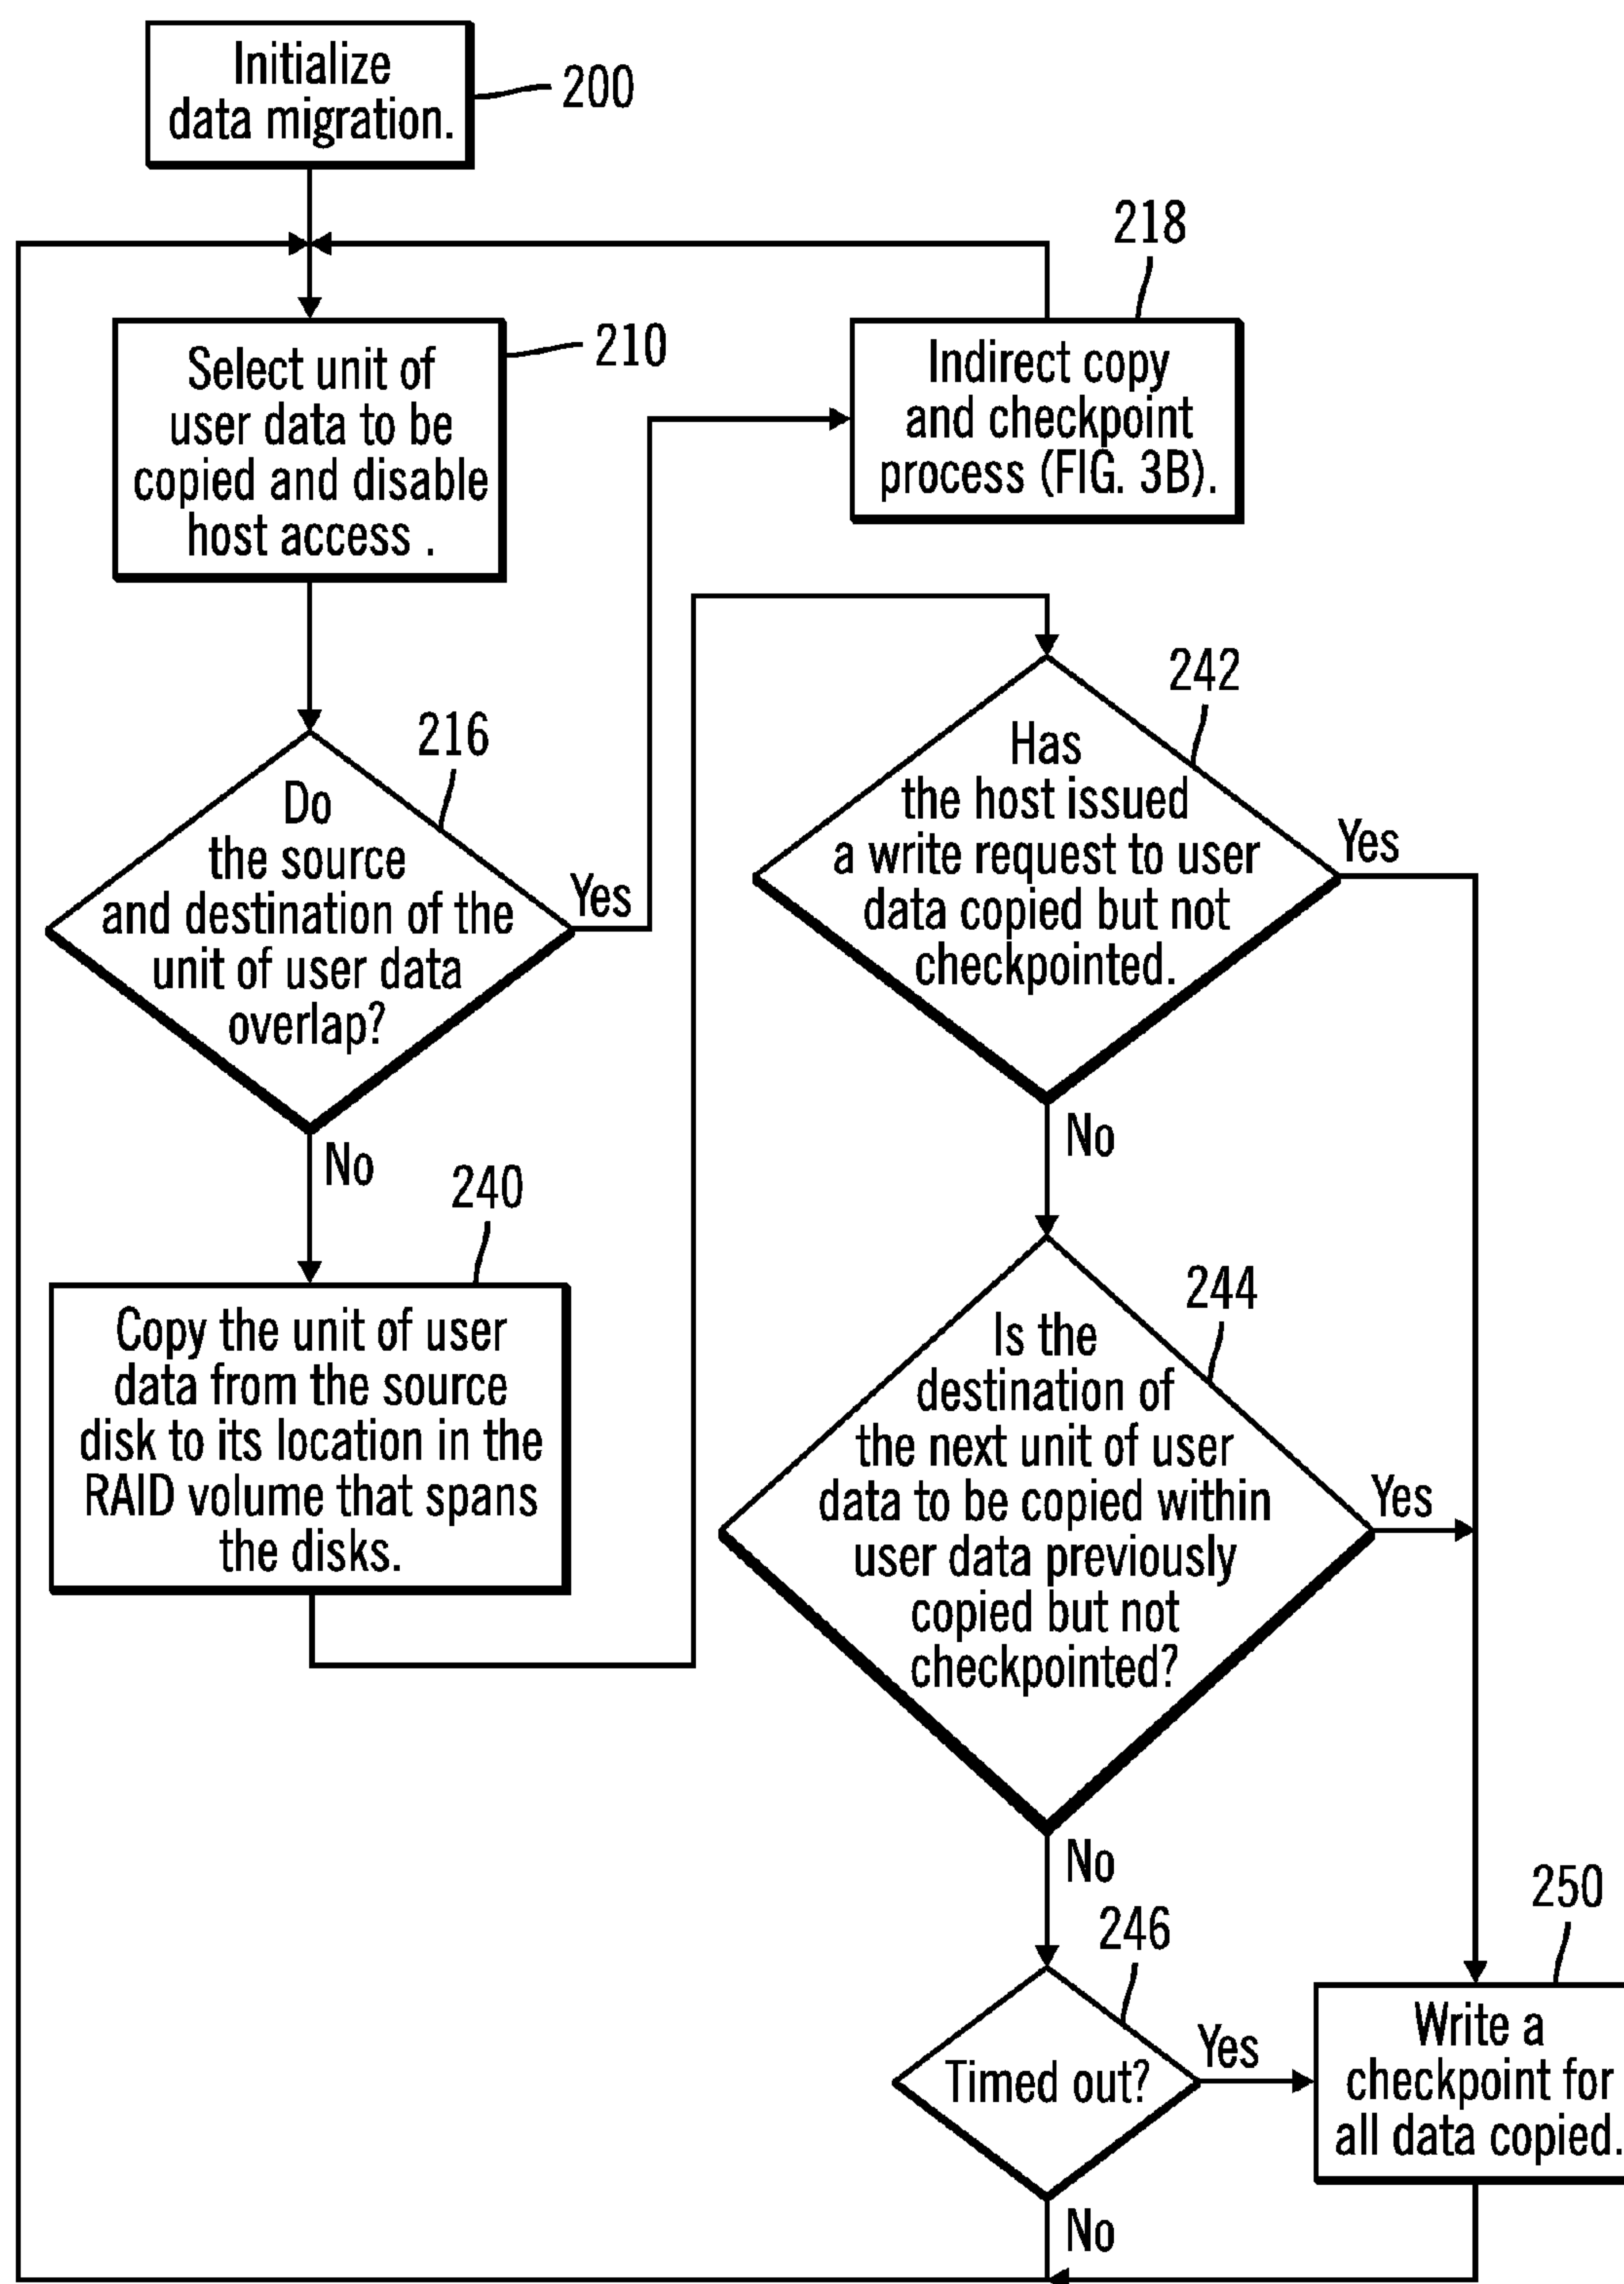 Initialize
data migration.
200
218
Select unit of
user data to be
copied and disable
host access .
210
Indirect copy
and checkpoint
process (FIG. 3B).
216
Do
the source
and destination of the
unit of user data
overlap?
Yes
No
242
Has
the host issued
a write request to user
data copied but not
checkpointed.
Yes
No
240
Copy the unit of user
data from the source
disk to its location in the
RAID volume that spans
the disks.
244
Is the
destination of
the next unit of user
data to be copied within
user data previously
copied but not
checkpointed?
Yes
No
246
Timed out?
Yes
No
250
Write a
checkpoint for
all data copied.